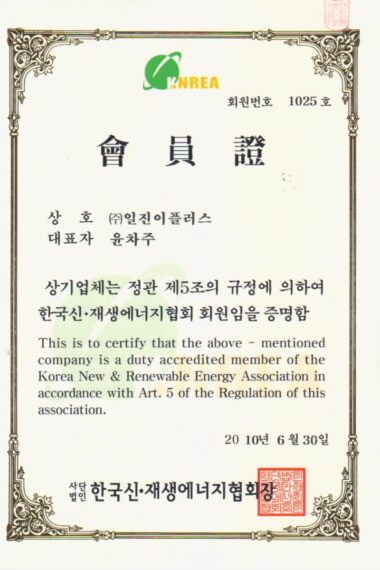 KNREA
회원번호 1025 호
會員證
상 호 ㈜일진이플러스
대표자 윤차주
상기업체는 정관 제5조의 규정에 의하여
한국신·재생에너지협회 회원임을 증명함
This is to certify that the above - mentioned
company is a duty accredited member of the
Korea New & Renewable Energy Association in
accordance with Art. 5 of the Regulation of this
association.
20 10년 6 월 30일
사단법인 한국신·재생에너지협회장